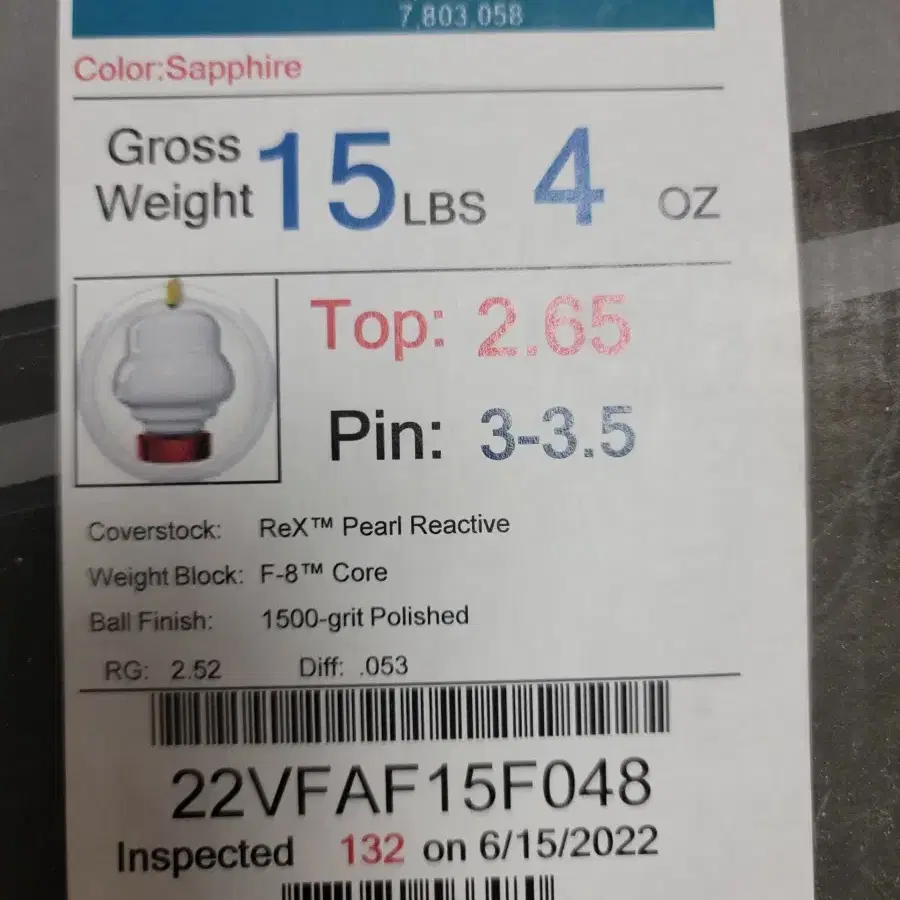 7,803,058
Color:Sapphire
Gross Weight 15 LBS 4 OZ
Top: 2.65
Pin: 3-3.5
Coverstock: ReX™ Pearl Reactive
Weight Block: F-8™ Core
Ball Finish: 1500-grit Polished
RG: 2.52 Diff: .053
22VFAF15F048
Inspected 132 on 6/15/2022